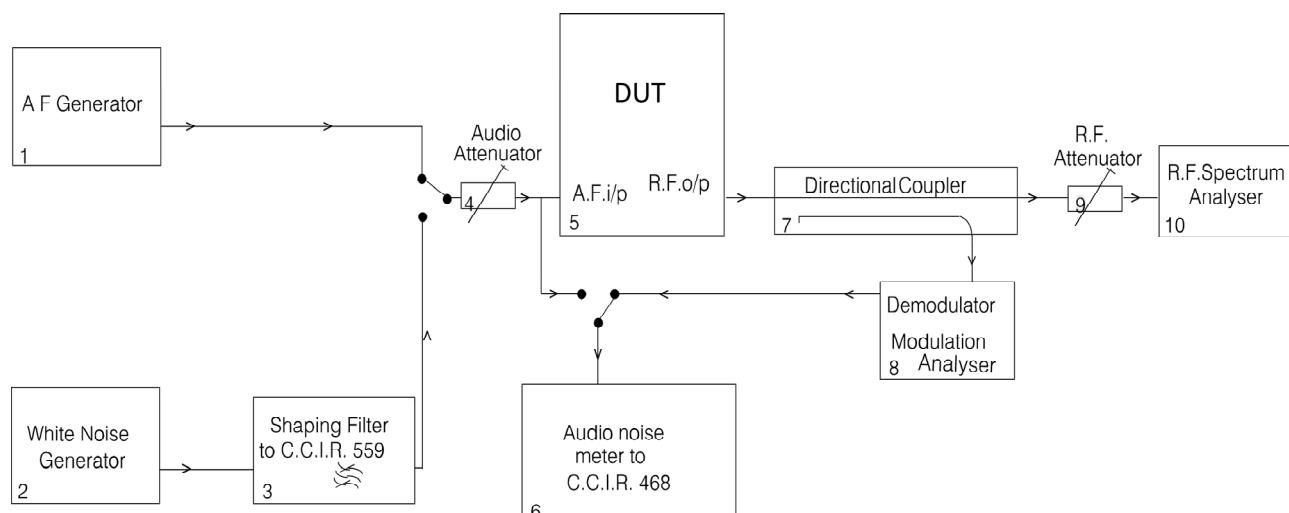 A F Generator
1
White Noise
Generator
2
Shaping Filter
to C.C.I.R. 559
3
Audio
Attenuator
4
DUT
A.F.i/p
R.F.o/p
5
Audio noise
meter to
C.C.I.R. 468
6
Directional Coupler
7
Demodulator
Modulation
Analyser
8
R.F.
Attenuator
9
R.F.Spectrum
Analyser
10